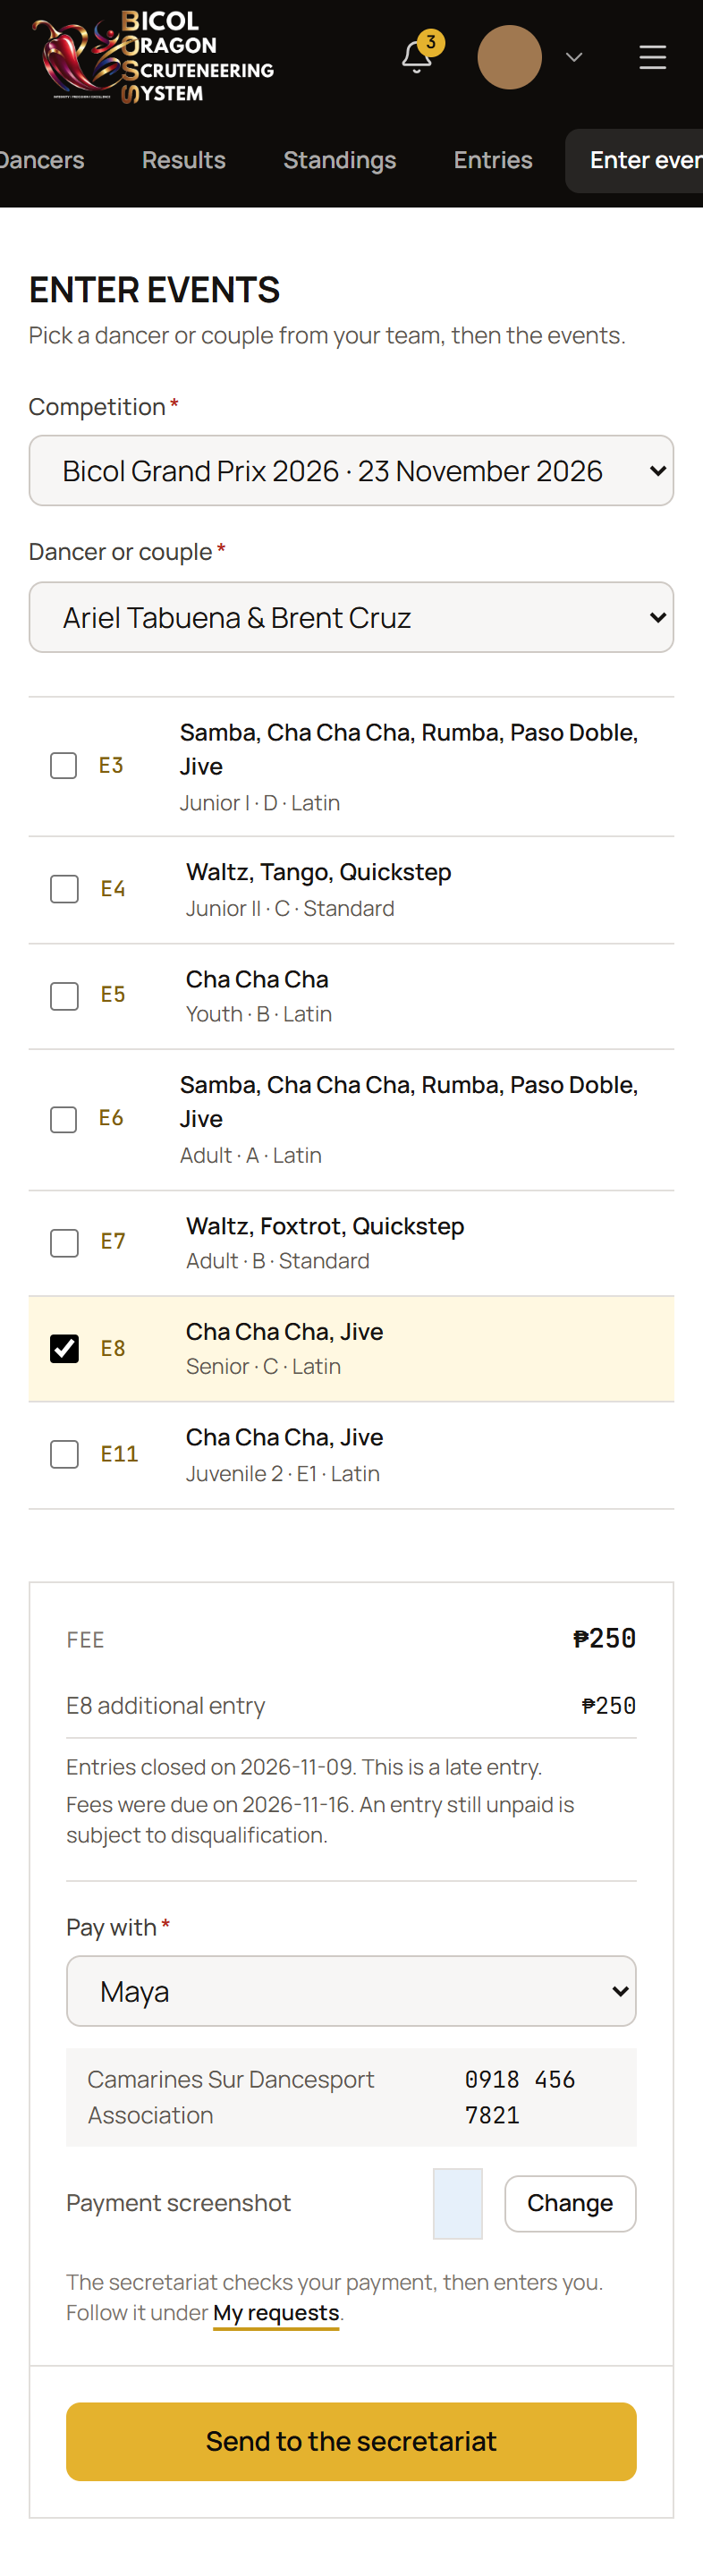 BICOL
DRAGON
SCRUTENEERING
SYSTEM
INTEGRITY • PRECISION • EXCELLENCE
3
Dancers Results Standings Entries Enter even
ENTER EVENTS
Pick a dancer or couple from your team, then the events.
Competition *
Bicol Grand Prix 2026 · 23 November 2026
Dancer or couple *
Ariel Tabuena & Brent Cruz
E3
Samba, Cha Cha Cha, Rumba, Paso Doble,
Jive
Junior I · D · Latin
E4
Waltz, Tango, Quickstep
Junior II · C · Standard
E5
Cha Cha Cha
Youth · B · Latin
E6
Samba, Cha Cha Cha, Rumba, Paso Doble,
Jive
Adult · A · Latin
E7
Waltz, Foxtrot, Quickstep
Adult · B · Standard
E8
Cha Cha Cha, Jive
Senior · C · Latin
E11
Cha Cha Cha, Jive
Juvenile 2 · E1 · Latin
FEE ₱250
E8 additional entry ₱250
Entries closed on 2026-11-09. This is a late entry.
Fees were due on 2026-11-16. An entry still unpaid is
subject to disqualification.
Pay with *
Maya
Camarines Sur Dancesport 0918 456
Association 7821
Payment screenshot Change
The secretariat checks your payment, then enters you.
Follow it under My requests.
Send to the secretariat